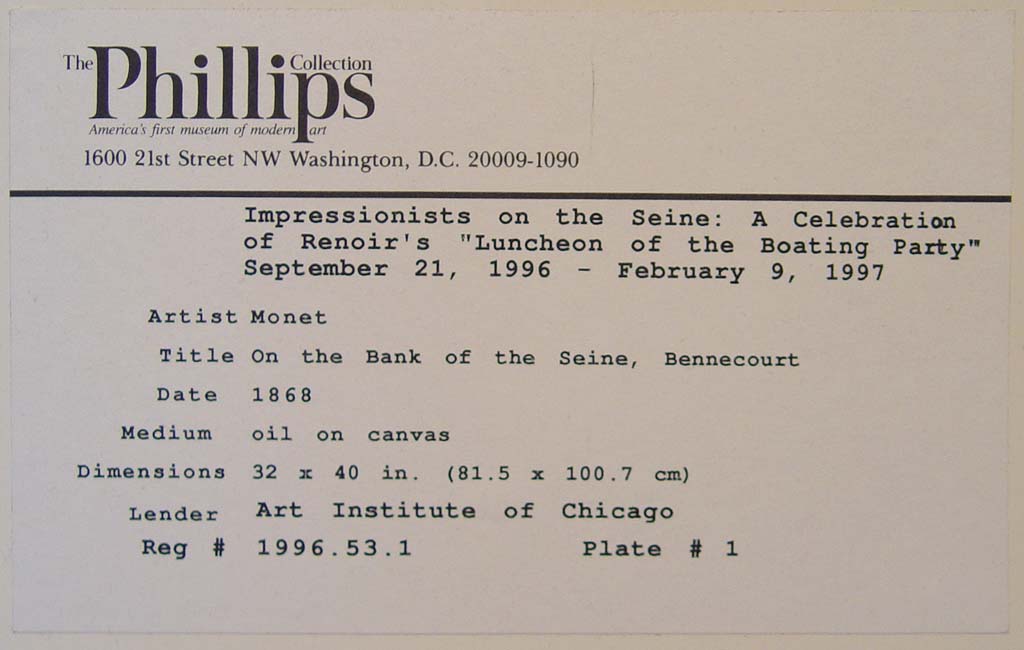 The Phillips Collection
America's first museum of modern art
1600 21st Street NW Washington, D.C. 20009-1090
Impressionists on the Seine: A Celebration
of Renoir's "Luncheon of the Boating Party"
September 21, 1996 - February 9, 1997
Artist Monet
Title On the Bank of the Seine, Bennecourt
Date 1868
Medium oil on canvas
Dimensions 32 x 40 in. (81.5 x 100.7 cm)
Lender Art Institute of Chicago
Reg # 1996.53.1 Plate # 1